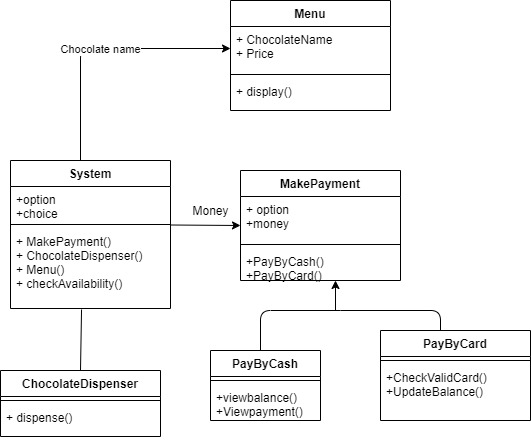 Menu
+ ChocolateName
+ Price
+ display()
Chocolate name
System
+option
+choice
+ MakePayment()
+ ChocolateDispenser()
+ Menu()
+ checkAvailability()
Money
MakePayment
+ option
+money
+PayByCash()
+PayByCard()
ChocolateDispenser
+ dispense()
PayByCash
+viewbalance()
+Viewpayment()
PayByCard
+CheckValidCard()
+UpdateBalance()